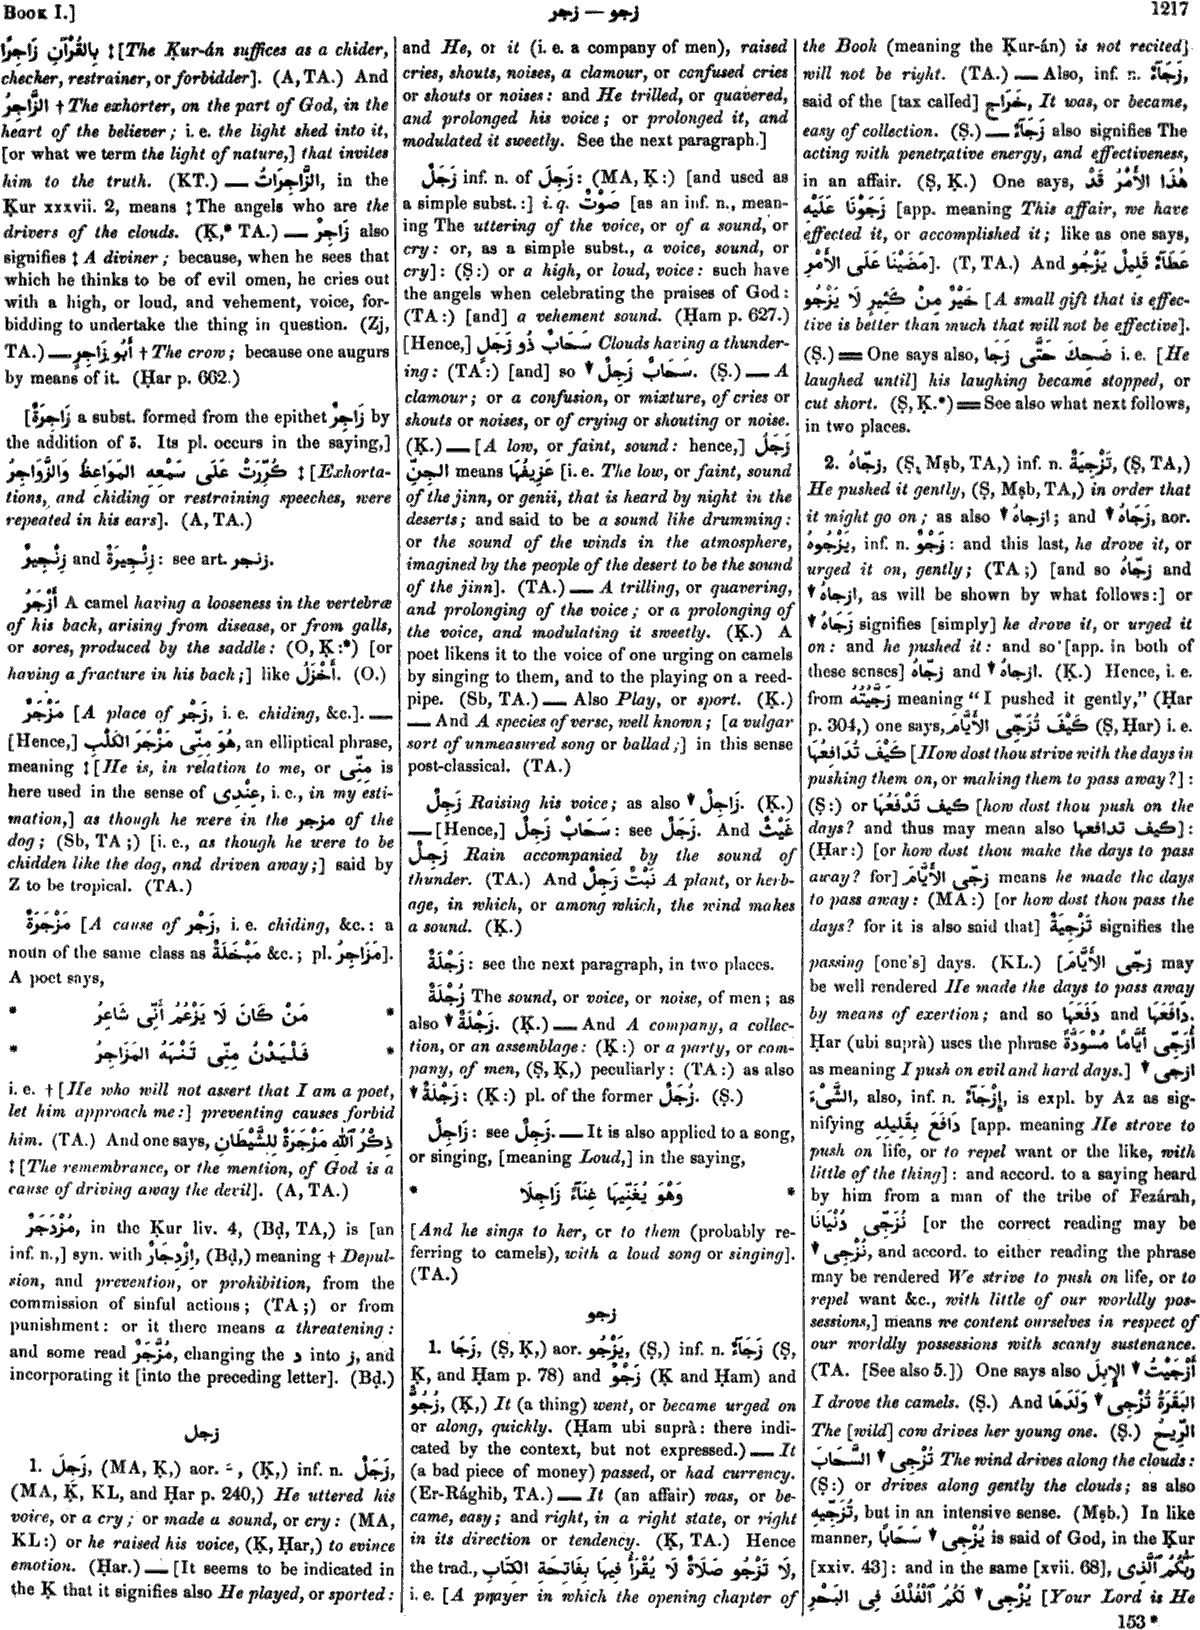 Book I.]
زجر — زجو
1217
بِالقُرْآنِ زَاجِرًا ‡ [The Ḳur-án suffices as a chider,
checker, restrainer, or forbidder]. (A, TA.) And
الزَّاجِرُ † The exhorter, on the part of God, in the
heart of the believer; i. e. the light shed into it,
[or what we term the light of nature,] that invites
him to the truth. (KT.) — الزَّاجِرَاتُ, in the
Ḳur xxxvii. 2, means ‡ The angels who are the
drivers of the clouds. (Ḳ,* TA.) — زَاجِرٌ also
signifies ‡ A diviner; because, when he sees that
which he thinks to be of evil omen, he cries out
with a high, or loud, and vehement, voice, for-
bidding to undertake the thing in question. (Zj,
TA.) — أَبُو زَاجِرٍ † The crow; because one augurs
by means of it. (Ḥar p. 662.)
[زَاجِرَةٌ a subst. formed from the epithet زَاجِرٌ by
the addition of ة. Its pl. occurs in the saying,]
كُرِّرَتْ عَلَى سَمْعِهِ المَوَاعِظُ وَالزَّوَاجِرُ ‡ [Exhorta-
tions, and chiding or restraining speeches, were
repeated in his ears]. (A, TA.)
زِنْجِيرٌ and زِنْجِيرَةٌ: see art. زنجر.
أَزْجَرُ A camel having a looseness in the vertebræ
of his back, arising from disease, or from galls,
or sores, produced by the saddle: (O, Ḳ:*) [or
having a fracture in his back;] like أَخْزَلُ. (O.)
مَزْجَرٌ [A place of زَجْر, i. e. chiding, &c.]. —
[Hence,] هُوَ مِنِّى مَزْجَرَ الكَلْبِ, an elliptical phrase,
meaning ‡ [He is, in relation to me, or مِنِّى is
here used in the sense of عِنْدِى, i. e., in my esti-
mation,] as though he were in the مزجر of the
dog; (Sb, TA;) [i. e., as though he were to be
chidden like the dog, and driven away;] said by
Z to be tropical. (TA.)
مَزْجَرَةٌ [A cause of زَجْر, i. e. chiding, &c.: a
noun of the same class as مَبْخَلَةٌ &c.; pl. مَزَاجِرُ].
A poet says,
* مَنْ كَانَ لَا يَزْعُمُ أَنِّى شَاعِرُ *
* فَلْيَدْنُ مِنِّى تَنْهَهُ المَزَاجِرُ *
i. e. † [He who will not assert that I am a poet,
let him approach me:] preventing causes forbid
him. (TA.) And one says, ذِكْرُ ٱللّٰهِ مَزْجَرَةٌ لِلشَّيْطَانِ
‡ [The remembrance, or the mention, of God is a
cause of driving away the devil]. (A, TA.)
مُزْدَجَرٌ, in the Ḳur liv. 4, (Bḍ, TA,) is [an
inf. n.,] syn. with ازْدِجَارٌ, (Bḍ,) meaning † Depul-
sion, and prevention, or prohibition, from the
commission of sinful actions; (TA;) or from
punishment: or it there means a threatening:
and some read مُزَّجَرٌ, changing the د into ز, and
incorporating it [into the preceding letter]. (Bḍ.)
زجل
1. زَجِلَ, (MA, Ḳ,) aor. ـَ, (Ḳ,) inf. n. زَجَلٌ,
(MA, Ḳ, KL, and Ḥar p. 240,) He uttered his
voice, or a cry; or made a sound, or cry: (MA,
KL:) or he raised his voice, (Ḳ, Ḥar,) to evince
emotion. (Ḥar.) — [It seems to be indicated in
the Ḳ that it signifies also He played, or sported:
and He, or it (i. e. a company of men), raised
cries, shouts, noises, a clamour, or confused cries
or shouts or noises: and He trilled, or quavered,
and prolonged his voice; or prolonged it, and
modulated it sweetly. See the next paragraph.]
زَجَلٌ inf. n. of زَجِلَ: (MA, Ḳ:) [and used as
a simple subst.:] i. q. صَوْتٌ [as an inf. n., mean-
ing The uttering of the voice, or of a sound, or
cry: or, as a simple subst., a voice, sound, or
cry]: (Ṣ:) or a high, or loud, voice: such have
the angels when celebrating the praises of God:
(TA:) [and] a vehement sound. (Ḥam p. 627.)
[Hence,] سَحَابٌ ذُو زَجَلٍ Clouds having a thunder-
ing: (TA:) [and] so ▼ سَحَابٌ زَجِلٌ. (Ṣ.) — A
clamour; or a confusion, or mixture, of cries or
shouts or noises, or of crying or shouting or noise.
(Ḳ.) — [A low, or faint, sound: hence,] زَجَلُ
الجِنِّ means عَزِيفُهَا [i. e. The low, or faint, sound
of the jinn, or genii, that is heard by night in the
deserts; and said to be a sound like drumming:
or the sound of the winds in the atmosphere,
imagined by the people of the desert to be the sound
of the jinn]. (TA.) — A trilling, or quavering,
and prolonging of the voice; or a prolonging of
the voice, and modulating it sweetly. (Ḳ.) A
poet likens it to the voice of one urging on camels
by singing to them, and to the playing on a reed-
pipe. (Sb, TA.) — Also Play, or sport. (Ḳ.)
— And A species of verse, well known; [a vulgar
sort of unmeasured song or ballad;] in this sense
post-classical. (TA.)
زَجِلٌ Raising his voice; as also ▼ زَاجِلٌ. (Ḳ.)
— [Hence,] سَحَابٌ زَجِلٌ: see زَجَلٌ. And غَيْثٌ
زَجِلٌ Rain accompanied by the sound of
thunder. (TA.) And نَبْتٌ زَجِلٌ A plant, or herb-
age, in which, or among which, the wind makes
a sound. (Ḳ.)
زَجْلَةٌ: see the next paragraph, in two places.
زُجْلَةٌ The sound, or voice, or noise, of men; as
also ▼ زَجْلَةٌ. (Ḳ.) — And A company, a collec-
tion, or an assemblage: (Ḳ:) or a party, or com-
pany, of men, (Ṣ, Ḳ,) peculiarly: (TA:) as also
▼ زَجْلَةٌ: (Ḳ:) pl. of the former زُجَلٌ. (Ṣ.)
زَاجِلٌ: see زَجِلٌ. — It is also applied to a song,
or singing, [meaning Loud,] in the saying,
* وَهْوَ يُغَنِّيهَا غِنَآءً زَاجِلَا *
[And he sings to her, or to them (probably re-
ferring to camels), with a loud song or singing].
(TA.)
زجو
1. زَجَا, (Ṣ, Ḳ,) aor. يَزْجُو, (Ṣ,) inf. n. زَجَآءٌ (Ṣ,
Ḳ, and Ḥam p. 78) and زَجْوٌ (Ḳ and Ḥam) and
زُجُوٌّ, (Ḳ,) It (a thing) went, or became urged on
or along, quickly. (Ḥam ubi suprà: there indi-
cated by the context, but not expressed.) — It
(a bad piece of money) passed, or had currency.
(Er-Rághib, TA.) — It (an affair) was, or be-
came, easy; and right, in a right state, or right
in its direction or tendency. (Ḳ, TA.) Hence
the trad., لَا تَزْجُو صَلَاةٌ لَا يُقْرَأُ فِيهَا بِفَاتِحَةِ الكِتَابِ,
i. e. [A prayer in which the opening chapter of
the Book (meaning the Ḳur-án) is not recited]
will not be right. (TA.) — Also, inf. n. زَجَآءٌ,
said of the [tax called] خَرَاج, It was, or became,
easy of collection. (Ṣ.) — زَجَآءٌ also signifies The
acting with penetrative energy, and effectiveness,
in an affair. (Ṣ, Ḳ.) One says, هٰذَا الأَمْرُ قَدْ
زَجَوْنَا عَلَيْهِ [app. meaning This affair, we have
effected it, or accomplished it; like as one says,
مَضَيْنَا عَلَى الأَمْرِ]. (T, TA.) And عَطَآءٌ قَلِيلٌ يَزْجُو
خَيْرٌ مِنْ كَثِيرٍ لَا يَزْجُو [A small gift that is effec-
tive is better than much that will not be effective].
(Ṣ.) ══ One says also, ضَحِكَ حَتَّى زَجَا i. e. [He
laughed until] his laughing became stopped, or
cut short. (Ṣ, Ḳ.*) ══ See also what next follows,
in two places.
2. زَجَّاهُ, (Ṣ, Mṣb, TA,) inf. n. تَزْجِيَةٌ, (Ṣ, TA,)
He pushed it gently, (Ṣ, Mṣb, TA,) in order that
it might go on; as also ▼ ازجاهُ; and ▼ زَجَاهُ, aor.
يَزْجُوهُ, inf. n. زَجْوٌ: and this last, he drove it, or
urged it on, gently; (TA;) [and so زَجَّاهُ and
▼ ازجاهُ, as will be shown by what follows:] or
▼ زَجَاهُ signifies [simply] he drove it, or urged it
on: and he pushed it: and so [app. in both of
these senses] زَجَّاهُ and ▼ ازجاهُ. (Ḳ.) Hence, i. e.
from زَجَّيْتُهُ meaning “I pushed it gently,” (Ḥar
p. 304,) one says, كَيْفَ تُزَجِّى الأَيَّامَ (Ṣ, Ḥar) i. e.
كَيْفَ تُدَافِعُهَا [How dost thou strive with the days in
pushing them on, or making them to pass away?]:
(Ṣ:) or كيف تَدْفَعُهَا [how dost thou push on the
days? and thus may mean also كيف تدافعها]:
(Ḥar:) [or how dost thou make the days to pass
away? for] زجّى الأَيَّامَ means he made the days
to pass away: (MA:) [or how dost thou pass the
days? for it is also said that] تَزْجِيَةٌ signifies the
passing [one's] days. (KL.) [زجّى الأَيَّامَ may
be well rendered He made the days to pass away
by means of exertion; and so دَفَعَهَا and دَافَعَهَا.
Ḥar (ubi suprà) uses the phrase أُزَجِّى أَيَّامًا مُسْوَدَّةً
as meaning I push on evil and hard days.] ▼ ازجى
الشَّىْءَ, also, inf. n. إِزْجَآءٌ, is expl. by Az as sig-
nifying دَافَعَ بِقَلِيلِهِ [app. meaning He strove to
push on life, or to repel want or the like, with
little of the thing]: and accord. to a saying heard
by him from a man of the tribe of Fezárah,
نُزَجِّى دُنْيَانَا [or the correct reading may be
▼ نُزْجِى, and accord. to either reading the phrase
may be rendered We strive to push on life, or to
repel want &c., with little of our worldly pos-
sessions,] means we content ourselves in respect of
our worldly possessions with scanty sustenance.
(TA. [See also 5.]) One says also ▼ أَزْجَيْتُ الإِبِلَ
I drove the camels. (Ṣ.) And البَقَرَةُ تُزْجِى ▼ وَلَدَهَا
The [wild] cow drives her young one. (Ṣ.) الرِّيحُ
تُزْجِى ▼ السَّحَابَ The wind drives along the clouds:
(Ṣ:) or drives along gently the clouds; as also
تُزَجِّيهِ, but in an intensive sense. (Mṣb.) In like
manner, يُزْجِى ▼ سَحَابًا is said of God, in the Ḳur
[xxiv. 43]: and in the same [xvii. 68], رَبُّكُمُ ٱلَّذِى
يُزْجِى ▼ لَكُمُ ٱلْفُلْكَ فِى البَحْرِ [Your Lord is He
153 *